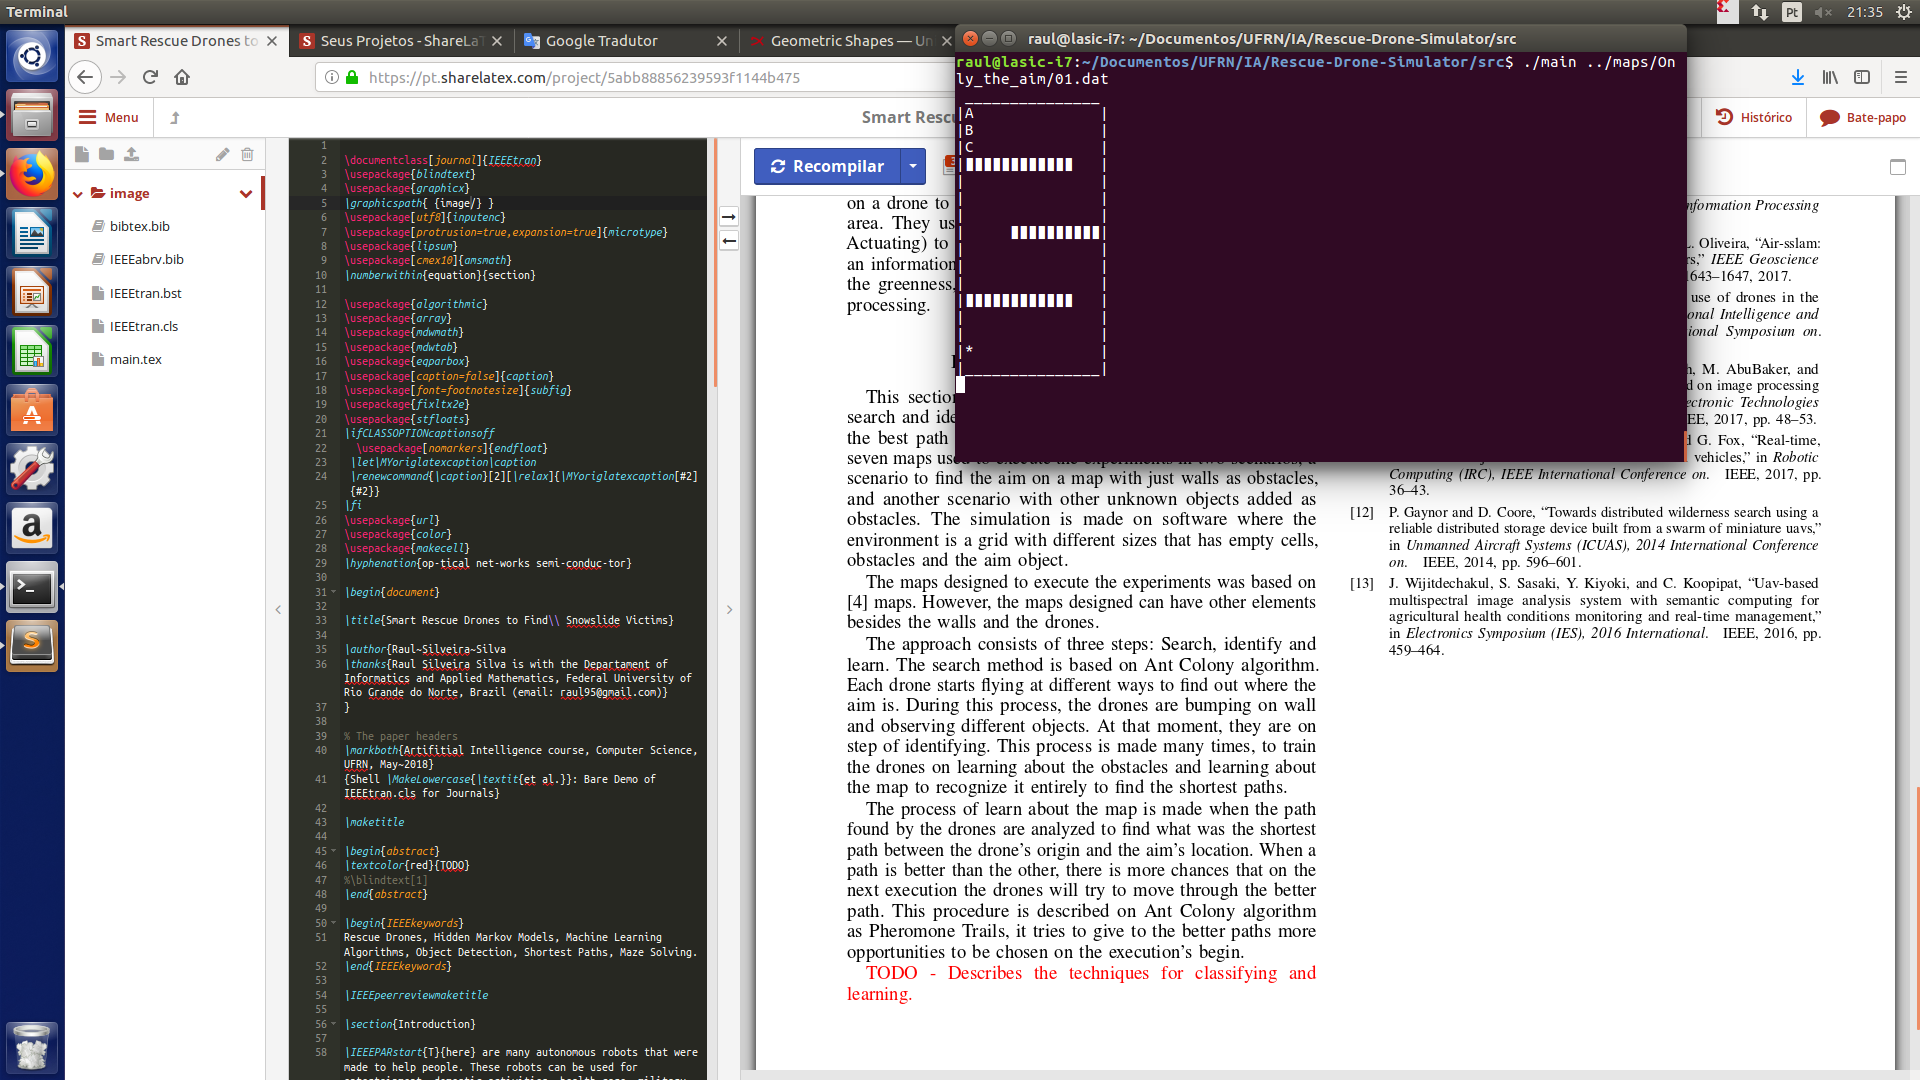 Terminal
Pt
21:35
Smart Rescue Drones to
Seus Projetos - ShareLaT
Google Tradutor
Geometric Shapes — Un
https://pt.sharelatex.com/project/5abb88856239593f1144b475
Menu
Smart Rescu
Histórico
Bate-papo
image
bibtex.bib
IEEEabrv.bib
IEEEtran.bst
IEEEtran.cls
main.tex
1
2 \documentclass[journal]{IEEEtran}
3 \usepackage{blindtext}
4 \usepackage{graphicx}
5 \graphicspath{ {image/} }
6 \usepackage[utf8]{inputenc}
7 \usepackage[protrusion=true,expansion=true]{microtype}
8 \usepackage{lipsum}
9 \usepackage[cmex10]{amsmath}
10 \numberwithin{equation}{section}
11
12 \usepackage{algorithmic}
13 \usepackage{array}
14 \usepackage{mdwmath}
15 \usepackage{mdwtab}
16 \usepackage{eqparbox}
17 \usepackage[caption=false]{caption}
18 \usepackage[font=footnotesize]{subfig}
19 \usepackage{fixltx2e}
20 \usepackage{stfloats}
21 \ifCLASSOPTIONcaptionsoff
22 \usepackage[nomarkers]{endfloat}
23 \let\MYoriglatexcaption\caption
24 \renewcommand{\caption}[2][\relax]{\MYoriglatexcaption[#2]
{#2}}
25 \fi
26 \usepackage{url}
27 \usepackage{color}
28 \usepackage{makecell}
29 \hyphenation{op-tical net-works semi-conduc-tor}
30
31 \begin{document}
32
33 \title{Smart Rescue Drones to Find\\ Snowslide Victims}
34
35 \author{Raul~Silveira~Silva
36 \thanks{Raul Silveira Silva is with the Departament of
Informatics and Applied Mathematics, Federal University of
Rio Grande do Norte, Brazil (email: raul95@gmail.com)}
37 }
38
39 % The paper headers
40 \markboth{Artifitial Intelligence course, Computer Science,
UFRN, May~2018}
41 {Shell \MakeLowercase{\textit{et al.}}: Bare Demo of
IEEEtran.cls for Journals}
42
43 \maketitle
44
45 \begin{abstract}
46 \textcolor{red}{TODO}
47 %\blindtext[1]
48 \end{abstract}
49
50 \begin{IEEEkeywords}
51 Rescue Drones, Hidden Markov Models, Machine Learning
Algorithms, Object Detection, Shortest Paths, Maze Solving.
52 \end{IEEEkeywords}
53
54 \IEEEpeerreviewmaketitle
55
56 \section{Introduction}
57
58 \IEEEPARstart{T}{here} are many autonomous robots that were
made to help people. These robots can be used for
Recompilar
on a drone to
area. They us
Actuating) to
an information
the greenness,
processing.
This section
search and ide
the best path
seven maps used to execute the experiments in two scenarios, a
scenario to find the aim on a map with just walls as obstacles,
and another scenario with other unknown objects added as
obstacles. The simulation is made on software where the
environment is a grid with different sizes that has empty cells,
obstacles and the aim object.
The maps designed to execute the experiments was based on
[4] maps. However, the maps designed can have other elements
besides the walls and the drones.
The approach consists of three steps: Search, identify and
learn. The search method is based on Ant Colony algorithm.
Each drone starts flying at different ways to find out where the
aim is. During this process, the drones are bumping on wall
and observing different objects. At that moment, they are on
step of identifying. This process is made many times, to train
the drones on learning about the obstacles and learning about
the map to recognize it entirely to find the shortest paths.
The process of learn about the map is made when the path
found by the drones are analyzed to find what was the shortest
path between the drone's origin and the aim's location. When a
path is better than the other, there is more chances that on the
next execution the drones will try to move through the better
path. This procedure is described on Ant Colony algorithm
as Pheromone Trails, it tries to give to the better paths more
opportunities to be chosen on the execution's begin.
TODO - Describes the techniques for classifying and
learning.
nformation Processing
L. Oliveira, “Air-sslam:
rs,” IEEE Geoscience
1643–1647, 2017.
use of drones in the
onal Intelligence and
ional Symposium on.
n, M. AbuBaker, and
d on image processing
ectronic Technologies
EE, 2017, pp. 48–53.
d G. Fox, “Real-time,
vehicles,” in Robotic
Computing (IRC), IEEE International Conference on. IEEE, 2017, pp.
36–43.
[12] P. Gaynor and D. Coore, “Towards distributed wilderness search using a
reliable distributed storage device built from a swarm of miniature uavs,”
in Unmanned Aircraft Systems (ICUAS), 2014 International Conference
on. IEEE, 2014, pp. 596–601.
[13] J. Wijitdechakul, S. Sasaki, Y. Kiyoki, and C. Koopipat, “Uav-based
multispectral image analysis system with semantic computing for
agricultural health conditions monitoring and real-time management,”
in Electronics Symposium (IES), 2016 International. IEEE, 2016, pp.
459–464.
raul@lasic-i7: ~/Documentos/UFRN/IA/Rescue-Drone-Simulator/src
raul@lasic-i7:~/Documentos/UFRN/IA/Rescue-Drone-Simulator/src$ ./main ../maps/On
ly_the_aim/01.dat
A
B
C
*